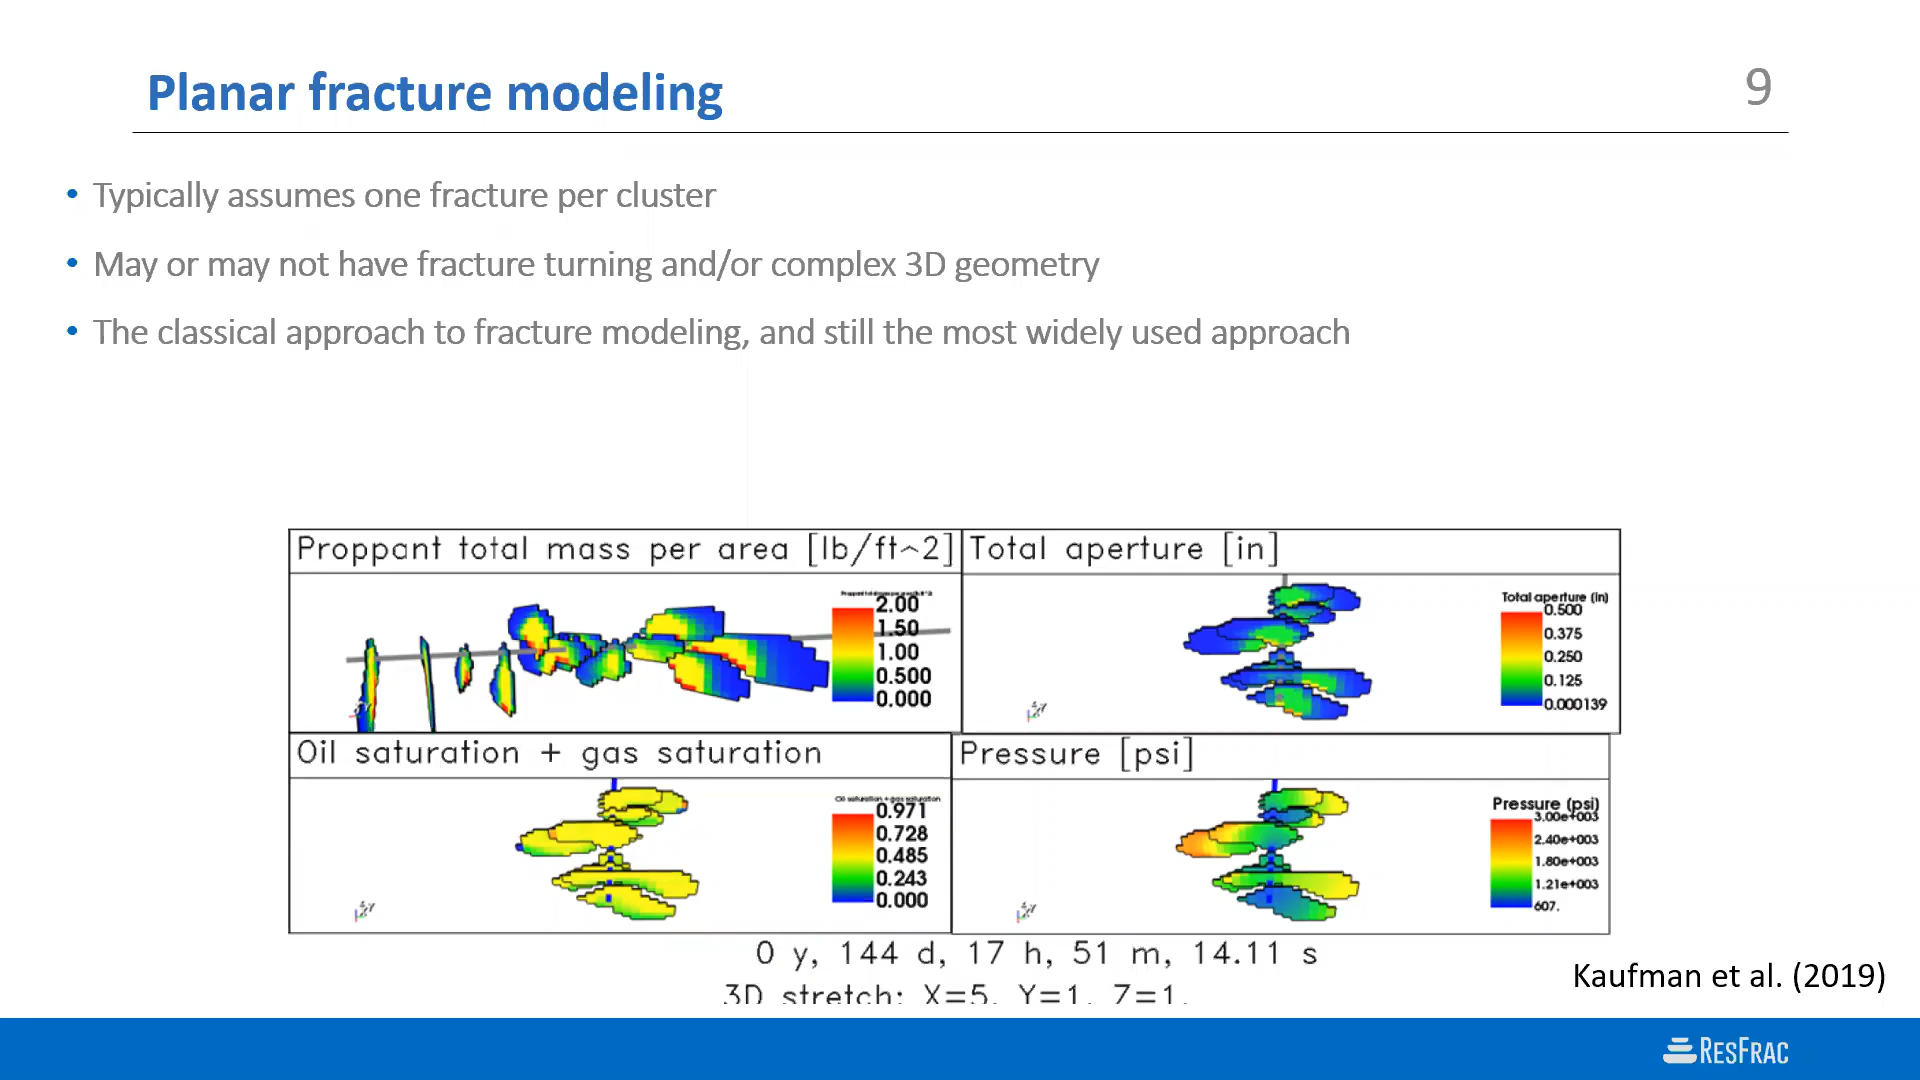 Planar fracture modeling
9
• Typically assumes one fracture per cluster
• May or may not have fracture turning and/or complex 3D geometry
• The classical approach to fracture modeling, and still the most widely used approach
Proppant total mass per area [lb/ft^2]
2.00
1.50
1.00
0.500
0.000
Total aperture [in]
Total aperture (in)
0.500
0.375
0.250
0.125
0.000139
Oil saturation + gas saturation
Oil saturation + gas saturation
0.971
0.728
0.485
0.243
0.000
Pressure [psi]
Pressure (psi)
3.00e+003
2.40e+003
1.80e+003
1.21e+003
607.
0 y, 144 d, 17 h, 51 m, 14.11 s
3D stretch: X=5, Y=1, Z=1,
Kaufman et al. (2019)
RESFRAC